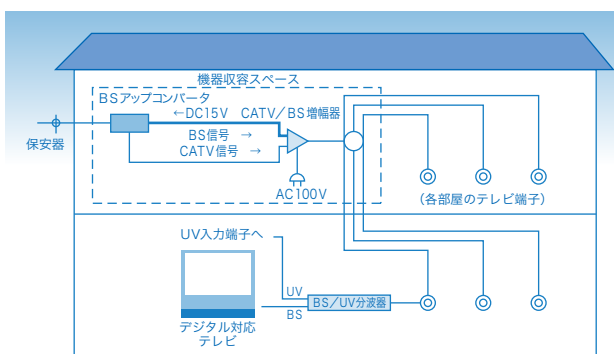 機器収容スペース
BSアップコンバータ
←DC15V CATV／BS増幅器
保安器
BS信号 →
CATV信号 →
AC100V
(各部屋のテレビ端子)
UV入力端子へ
UV
BS／UV分波器
BS
デジタル対応
テレビ